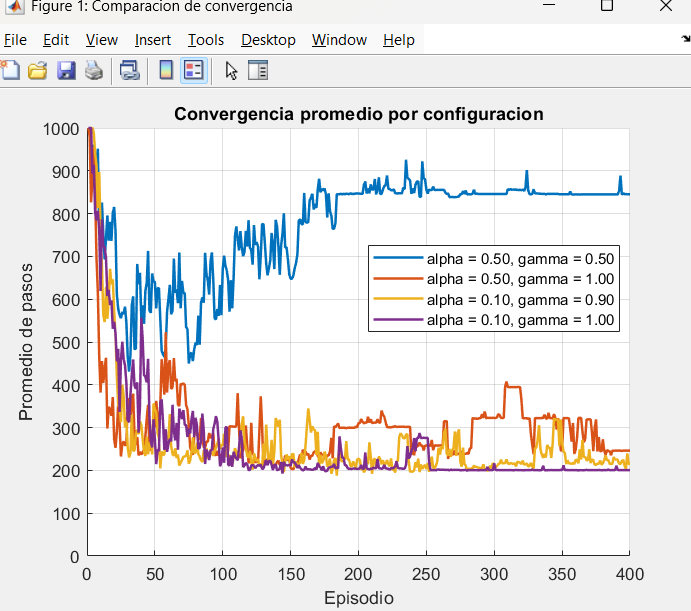 Figure 1: Comparacion de convergencia
File Edit View Insert Tools Desktop Window Help
Convergencia promedio por configuracion
1000
900
800
700
600
500
400
300
200
100
0
Promedio de pasos
alpha = 0.50, gamma = 0.50
alpha = 0.50, gamma = 1.00
alpha = 0.10, gamma = 0.90
alpha = 0.10, gamma = 1.00
0 50 100 150 200 250 300 350 400
Episodio